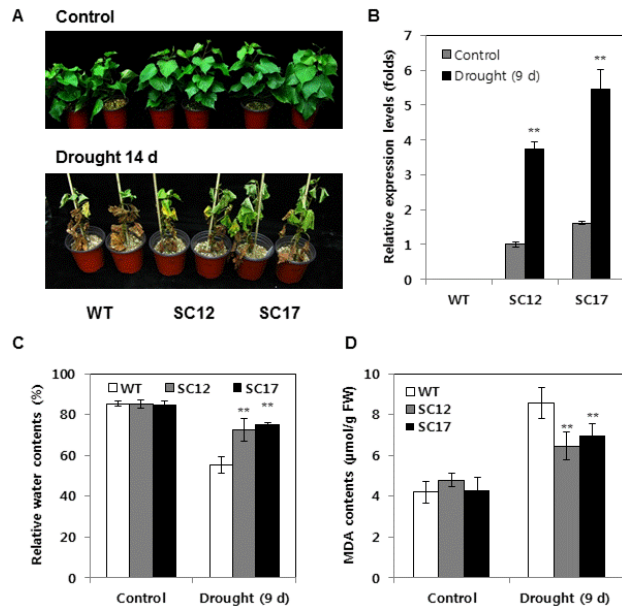 A
Control
Drought 14 d
WT SC12 SC17
B
Relative expression levels (folds)
7
6
5
4
3
2
1
0
Control
Drought (9 d)
**
**
WT SC12 SC17
C
Relative water contents (%)
100
80
60
40
20
0
WT SC12 SC17
** **
Control Drought (9 d)
D
MDA contents (μmol/g FW)
10
8
6
4
2
0
WT
SC12
SC17
** **
Control Drought (9 d)